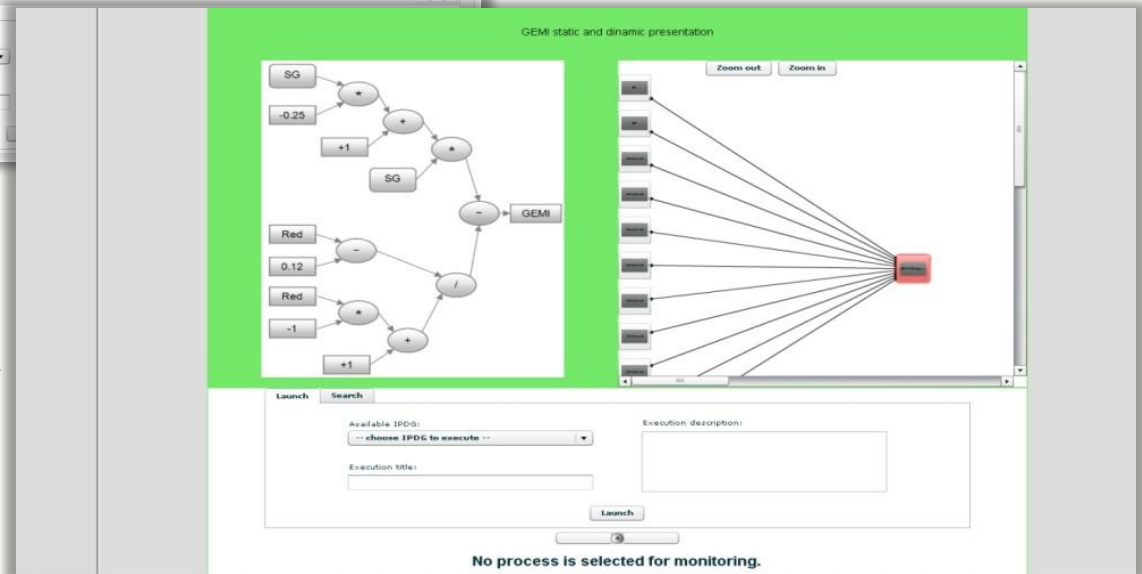 GEMI static and dinamic presentation
SG
*
-0.25
+
+1
*
SG
-
GEMI
Red
-
0.12
/
Red
*
-1
+
+1
Zoom out Zoom in
Launch Search
Available IPDG:
-- choose IPDG to execute --
Execution title:
Execution description:
Launch
No process is selected for monitoring.